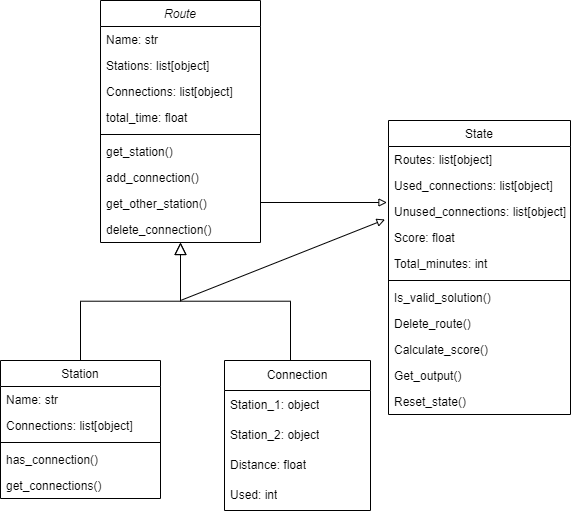 Route
Name: str
Stations: list[object]
Connections: list[object]
total_time: float
get_station()
add_connection()
get_other_station()
delete_connection()
State
Routes: list[object]
Used_connections: list[object]
Unused_connections: list[object]
Score: float
Total_minutes: int
Is_valid_solution()
Delete_route()
Calculate_score()
Get_output()
Reset_state()
Station
Name: str
Connections: list[object]
has_connection()
get_connections()
Connection
Station_1: object
Station_2: object
Distance: float
Used: int